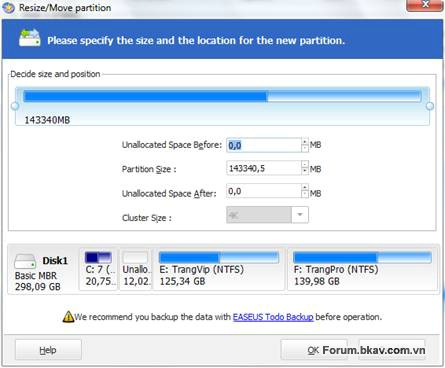 Resize/Move partition
Please specify the size and the location for the new partition.
Decide size and position
143340MB
Unallocated Space Before: 0,0 MB
Partition Size : 143340,5 MB
Unallocated Space After: 0,0 MB
Cluster Size : 4K
Disk1
Basic MBR
298,09 GB
C: 7 (
20,75...
Unallo...
12,02...
E: TrangVip (NTFS)
125,34 GB
F: TrangPro (NTFS)
139,98 GB
We recommend you backup the data with EASEUS Todo Backup before operation.
Help
OK
Forum.bkav.com.vn